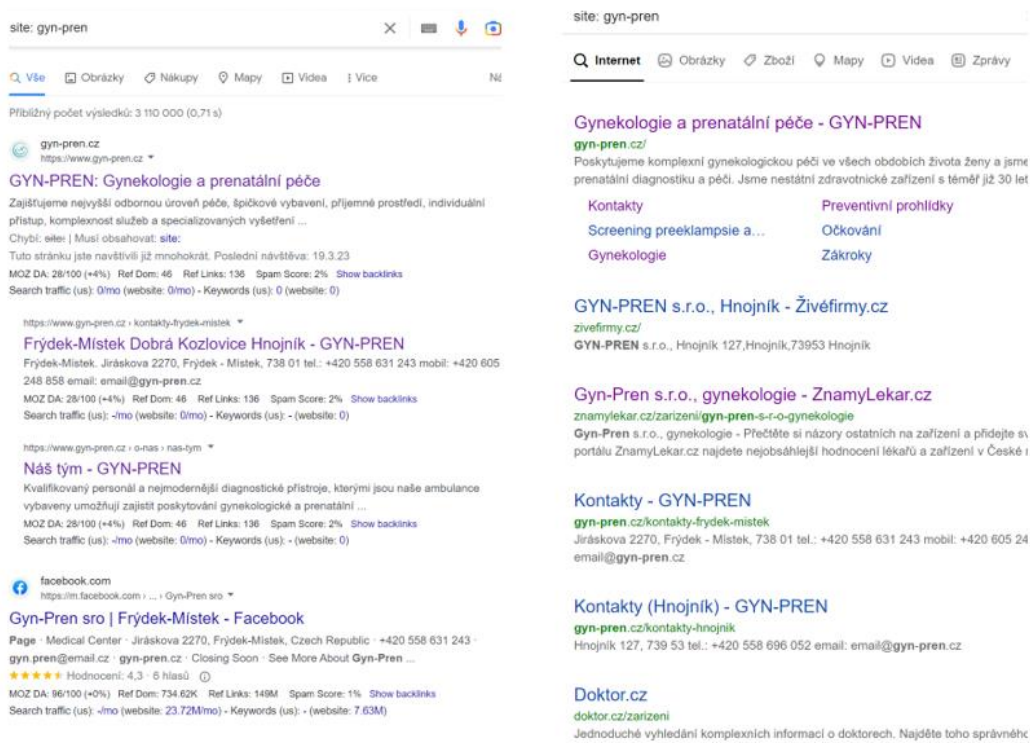 site: gyn-pren
Vše Obrázky Nákupy Mapy Videa Více
Přibližný počet výsledků: 3 110 000 (0,71 s)
gyn-pren.cz
https://www.gyn-pren.cz
GYN-PREN: Gynekologie a prenatální péče
Zajišťujeme nejvyšší odbornou úroveň péče, špičkové vybavení, příjemné prostředí, individuální
přístup, komplexnost služeb a specializovaných vyšetření ...
Chybí: site: | Musí obsahovat: site:
Tuto stránku jste navštívili již mnohokrát. Poslední návštěva: 19.3.23
MOZ DA: 28/100 (+4%) Ref Dom: 46 Ref Links: 136 Spam Score: 2% Show backlinks
Search traffic (us): 0/mo (website: 0/mo) - Keywords (us): 0 (website: 0)
https://www.gyn-pren.cz › kontakty-frydek-mistek
Frýdek-Místek Dobrá Kozlovice Hnojník - GYN-PREN
Frýdek-Místek. Jiráskova 2270, Frýdek - Místek, 738 01 tel.: +420 558 631 243 mobil: +420 605
248 858 email: email@gyn-pren.cz
MOZ DA: 28/100 (+4%) Ref Dom: 46 Ref Links: 136 Spam Score: 2% Show backlinks
Search traffic (us): -/mo (website: 0/mo) - Keywords (us): - (website: 0)
https://www.gyn-pren.cz › o-nas › nas-tym
Náš tým - GYN-PREN
Kvalifikovaný personál a nejmodernější diagnostické přístroje, kterými jsou naše ambulance
vybaveny umožňují zajistit poskytování gynekologické a prenatální ...
MOZ DA: 28/100 (+4%) Ref Dom: 46 Ref Links: 136 Spam Score: 2% Show backlinks
Search traffic (us): -/mo (website: 0/mo) - Keywords (us): - (website: 0)
facebook.com
https://m.facebook.com › ... › Gyn-Pren sro
Gyn-Pren sro | Frýdek-Místek - Facebook
Page · Medical Center · Jiráskova 2270, Frýdek-Místek, Czech Republic · +420 558 631 243 ·
gyn.pren@email.cz · gyn-pren.cz · Closing Soon · See More About Gyn-Pren ...
Hodnocení: 4,3 · 6 hlasů
MOZ DA: 96/100 (+0%) Ref Dom: 734.62K Ref Links: 149M Spam Score: 1% Show backlinks
Search traffic (us): -/mo (website: 23.72M/mo) - Keywords (us): - (website: 7.63M)
site: gyn-pren
Internet Obrázky Zboží Mapy Videa Zprávy
Gynekologie a prenatální péče - GYN-PREN
gyn-pren.cz/
Poskytujeme komplexní gynekologickou péči ve všech obdobích života ženy a jsme
prenatální diagnostiku a péči. Jsme nestátní zdravotnické zařízení s téměř již 30 let
Kontakty Preventivní prohlídky
Screening preeklampsie a... Očkování
Gynekologie Zákroky
GYN-PREN s.r.o., Hnojník - Živéfirmy.cz
zivefirmy.cz/
GYN-PREN s.r.o., Hnojník 127,Hnojník,73953 Hnojník
Gyn-Pren s.r.o., gynekologie - ZnamyLekar.cz
znamylekar.cz/zarizeni/gyn-pren-s-r-o-gynekologie
Gyn-Pren s.r.o., gynekologie - Přečtěte si názory ostatních na zařízení a přidejte
portálu ZnamyLekar.cz najdete nejobsáhlejší hodnocení lékařů a zařízení v České
Kontakty - GYN-PREN
gyn-pren.cz/kontakty-frydek-mistek
Jiráskova 2270, Frýdek - Místek, 738 01 tel.: +420 558 631 243 mobil: +420 605 24
email@gyn-pren.cz
Kontakty (Hnojník) - GYN-PREN
gyn-pren.cz/kontakty-hnojnik
Hnojník 127, 739 53 tel.: +420 558 696 052 email: email@gyn-pren.cz
Doktor.cz
doktor.cz/zarizeni
Jednoduché vyhledání komplexních informací o doktorech. Najděte toho správného